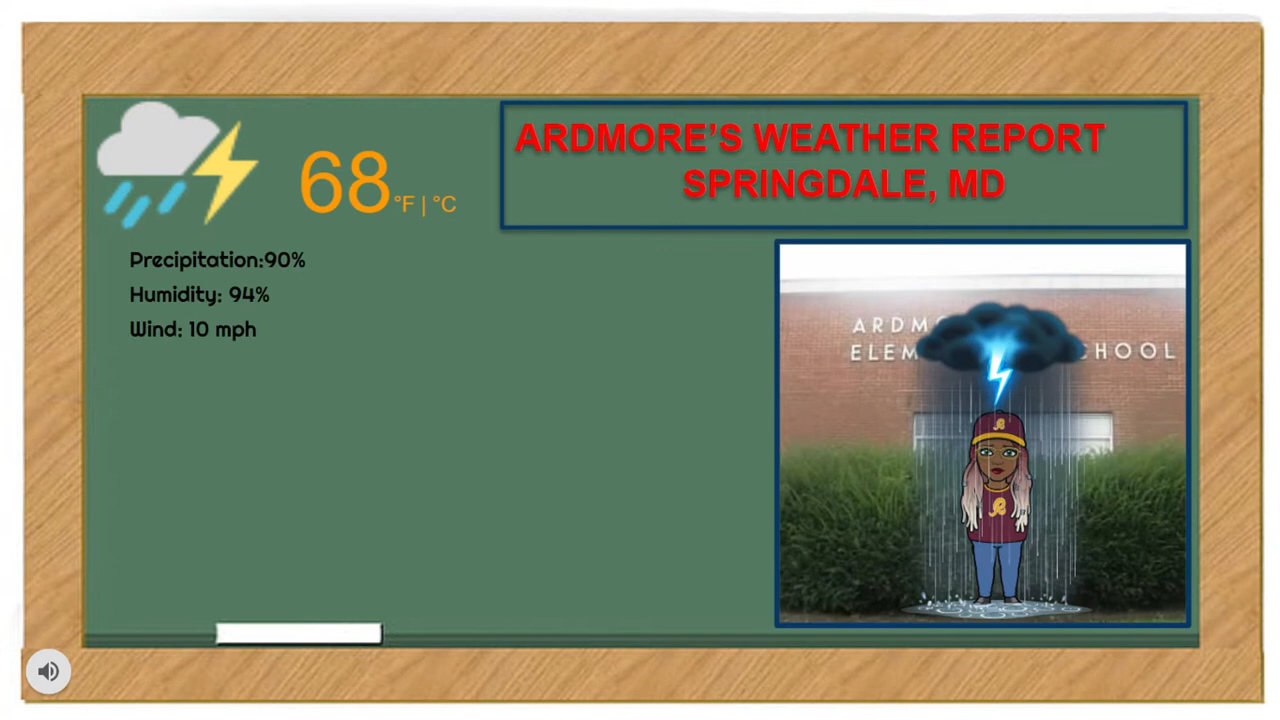 68 °F | °C
ARDMORE'S WEATHER REPORT
SPRINGDALE, MD
Precipitation:90%
Humidity: 94%
Wind: 10 mph
ARDM
ELEM CHOOL